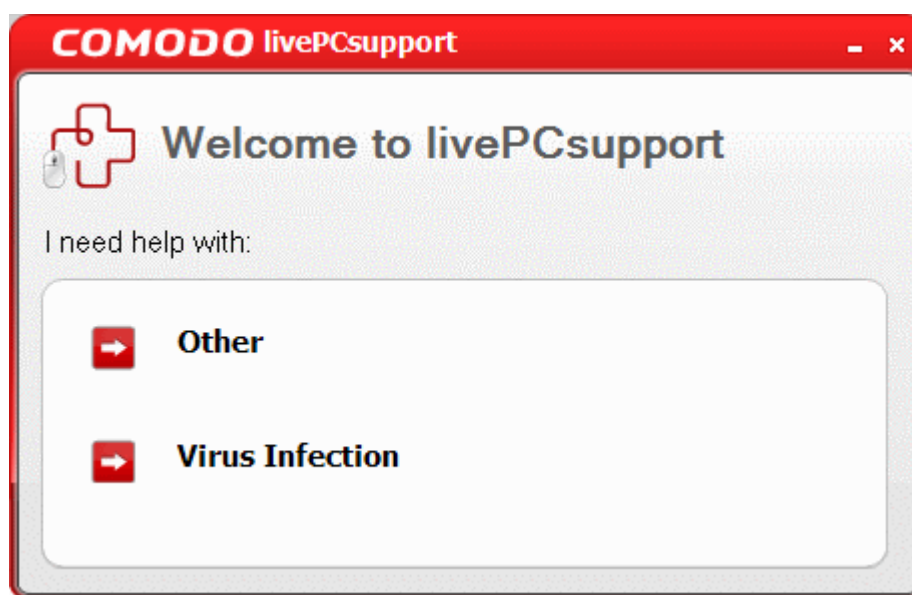 COMODO livePCsupport
Welcome to livePCsupport
I need help with:
Other
Virus Infection